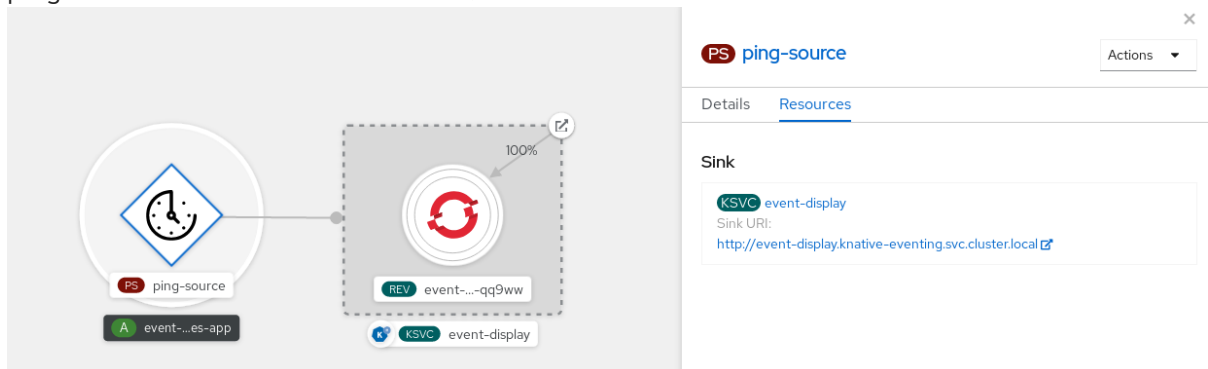 100%
PS ping-source
A event-...es-app
REV event-...-qq9ww
KSVC event-display
PS ping-source
Actions
Details Resources
Sink
KSVC event-display
Sink URI:
http://event-display.knative-eventing.svc.cluster.local